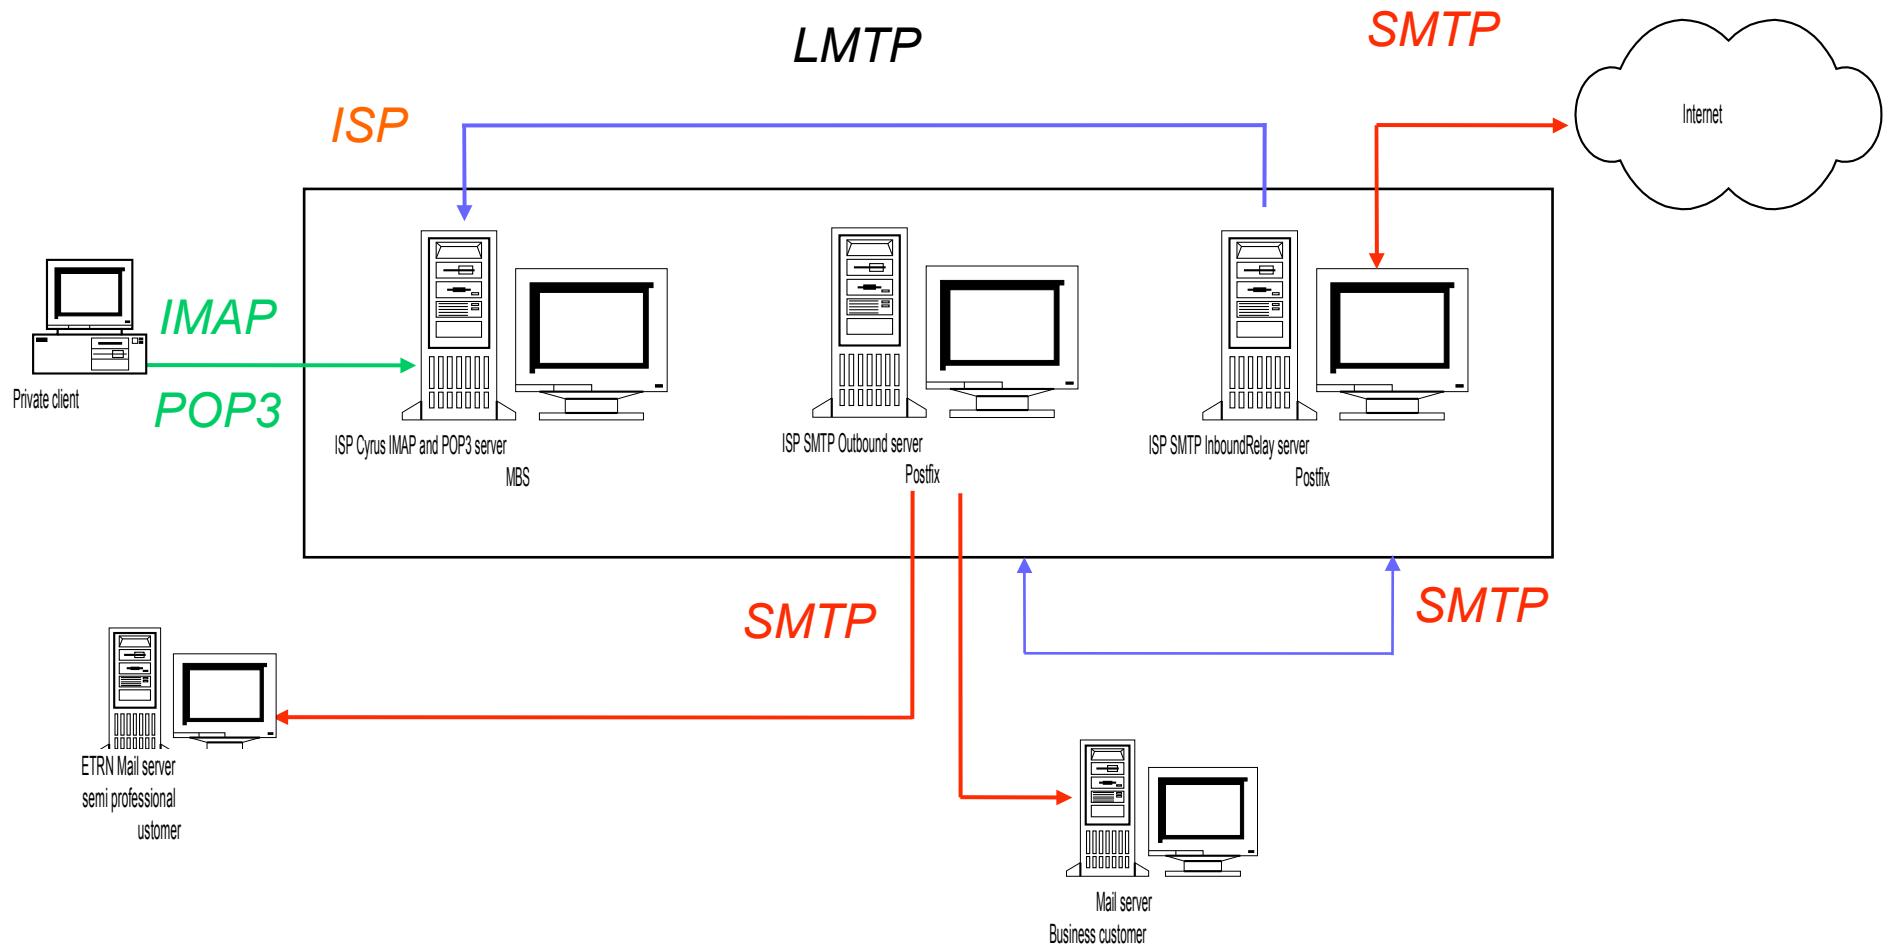 LMTP
SMTP
ISP
Internet
IMAP
POP3
Private client
ISP Cyrus IMAP and POP3 server
MBS
ISP SMTP Outbound server
Postfix
ISP SMTP InboundRelay server
Postfix
SMTP
SMTP
ETRN Mail server
semi professional
ustomer
Mail server
Business customer